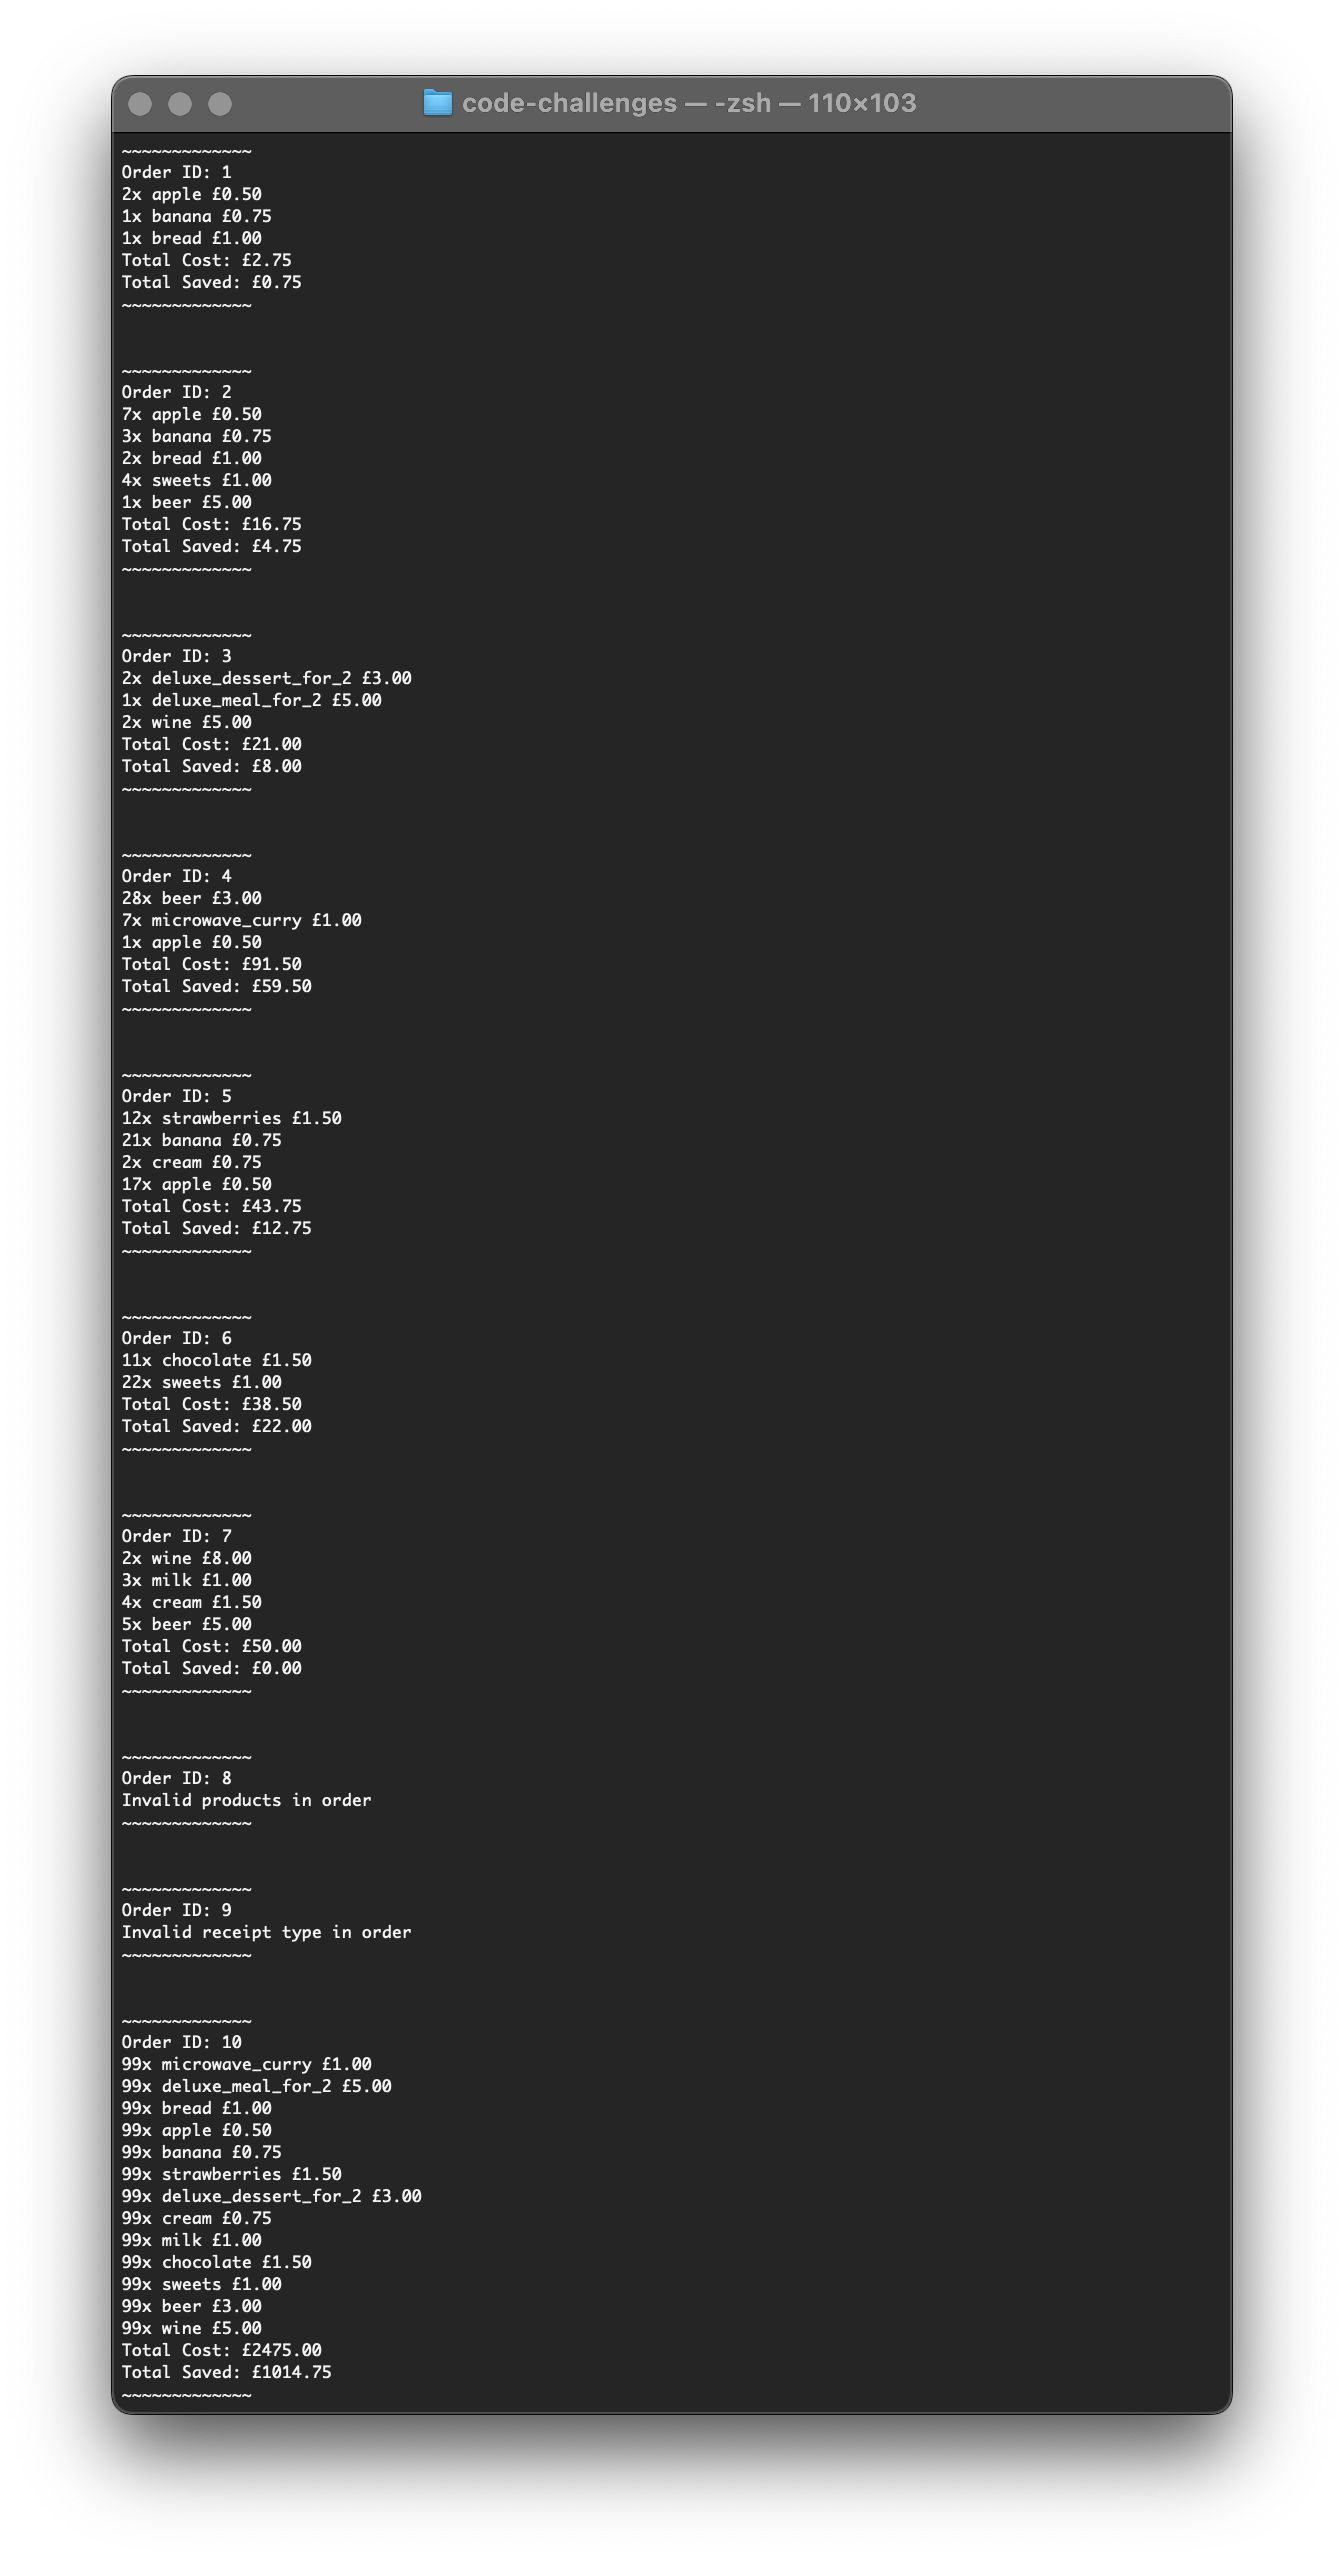 code-challenges — -zsh — 110×103
~~~~~~~~~~~~~
Order ID: 1
2x apple £0.50
1x banana £0.75
1x bread £1.00
Total Cost: £2.75
Total Saved: £0.75
~~~~~~~~~~~~~
~~~~~~~~~~~~~
Order ID: 2
7x apple £0.50
3x banana £0.75
2x bread £1.00
4x sweets £1.00
1x beer £5.00
Total Cost: £16.75
Total Saved: £4.75
~~~~~~~~~~~~~
~~~~~~~~~~~~~
Order ID: 3
2x deluxe_dessert_for_2 £3.00
1x deluxe_meal_for_2 £5.00
2x wine £5.00
Total Cost: £21.00
Total Saved: £8.00
~~~~~~~~~~~~~
~~~~~~~~~~~~~
Order ID: 4
28x beer £3.00
7x microwave_curry £1.00
1x apple £0.50
Total Cost: £91.50
Total Saved: £59.50
~~~~~~~~~~~~~
~~~~~~~~~~~~~
Order ID: 5
12x strawberries £1.50
21x banana £0.75
2x cream £0.75
17x apple £0.50
Total Cost: £43.75
Total Saved: £12.75
~~~~~~~~~~~~~
~~~~~~~~~~~~~
Order ID: 6
11x chocolate £1.50
22x sweets £1.00
Total Cost: £38.50
Total Saved: £22.00
~~~~~~~~~~~~~
~~~~~~~~~~~~~
Order ID: 7
2x wine £8.00
3x milk £1.00
4x cream £1.50
5x beer £5.00
Total Cost: £50.00
Total Saved: £0.00
~~~~~~~~~~~~~
~~~~~~~~~~~~~
Order ID: 8
Invalid products in order
~~~~~~~~~~~~~
~~~~~~~~~~~~~
Order ID: 9
Invalid receipt type in order
~~~~~~~~~~~~~
~~~~~~~~~~~~~
Order ID: 10
99x microwave_curry £1.00
99x deluxe_meal_for_2 £5.00
99x bread £1.00
99x apple £0.50
99x banana £0.75
99x strawberries £1.50
99x deluxe_dessert_for_2 £3.00
99x cream £0.75
99x milk £1.00
99x chocolate £1.50
99x sweets £1.00
99x beer £3.00
99x wine £5.00
Total Cost: £2475.00
Total Saved: £1014.75
~~~~~~~~~~~~~